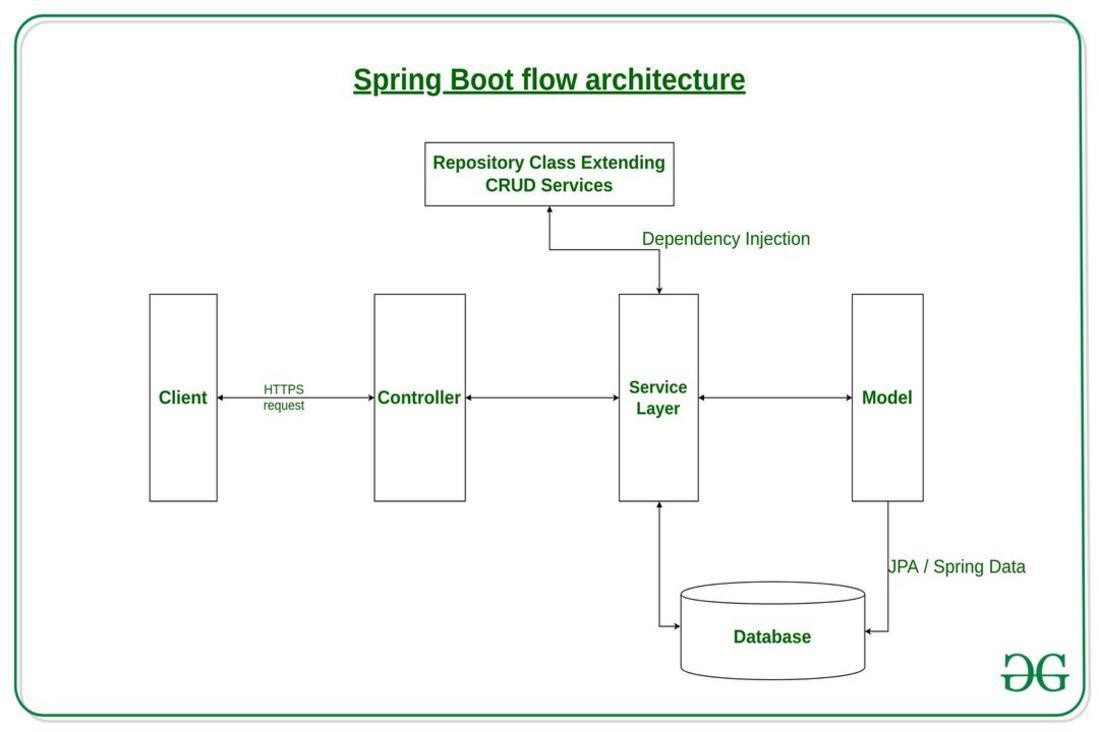 Spring Boot flow architecture
Repository Class Extending
CRUD Services
Dependency Injection
Client
HTTPS
request
Controller
Service
Layer
Model
JPA / Spring Data
Database